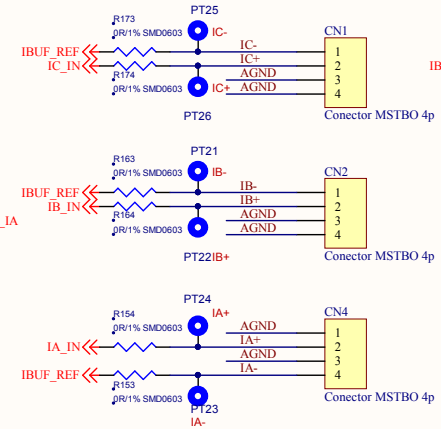 PT25
R173
IC-
CN1
0R/1% SMD0603
IC-
IBUF_REF
1
IC+
IC_IN
2
IB
AGND
3
R174
0R/1% SMD0603
IC+
AGND
4
PT26
Conector MSTBO 4p
PT21
R163
IB-
CN2
0R/1% SMD0603
IB-
IBUF_REF
1
IB+
IB_IN
2
AGND
3
R164
_IA
0R/1% SMD0603
AGND
4
PT22 IB+
Conector MSTBO 4p
PT24
R154
IA+
CN4
0R/1% SMD0603
AGND
1
IA+
IA_IN
2
AGND
3
IA-
IBUF_REF
4
R153
0R/1% SMD0603
Conector MSTBO 4p
PT23
IA-